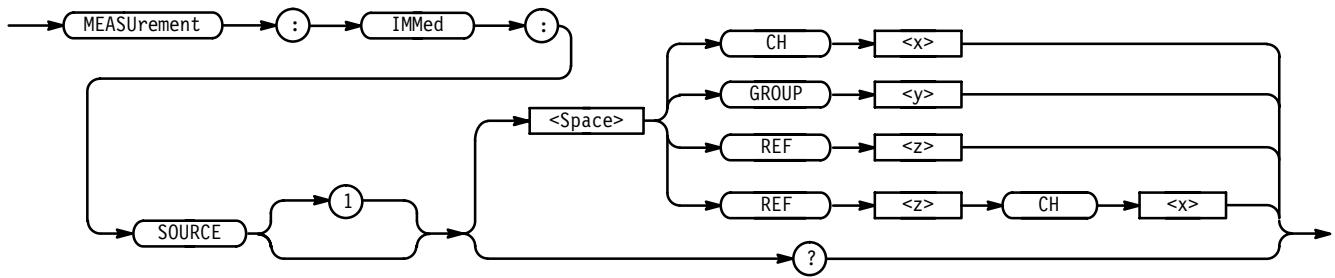 MEASUrement : IMMed :
CH <x>
GROUP <y>
<Space>
REF <z>
REF <z> CH <x>
SOURCE 1
?